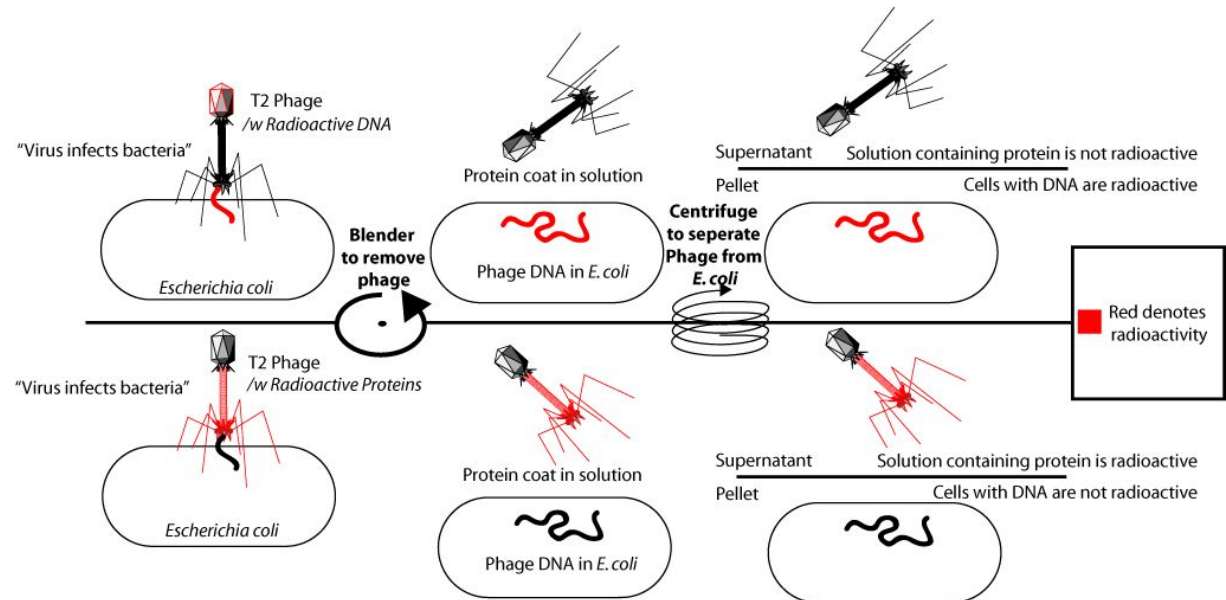 T2 Phage
/w Radioactive DNA
"Virus infects bacteria"
Escherichia coli
Blender
to remove
phage
Protein coat in solution
Phage DNA in E. coli
Centrifuge
to seperate
Phage from
E. coli
Supernatant Solution containing protein is not radioactive
Pellet Cells with DNA are radioactive
Red denotes
radioactivity
T2 Phage
/w Radioactive Proteins
"Virus infects bacteria"
Escherichia coli
Protein coat in solution
Phage DNA in E. coli
Supernatant Solution containing protein is radioactive
Pellet Cells with DNA are not radioactive